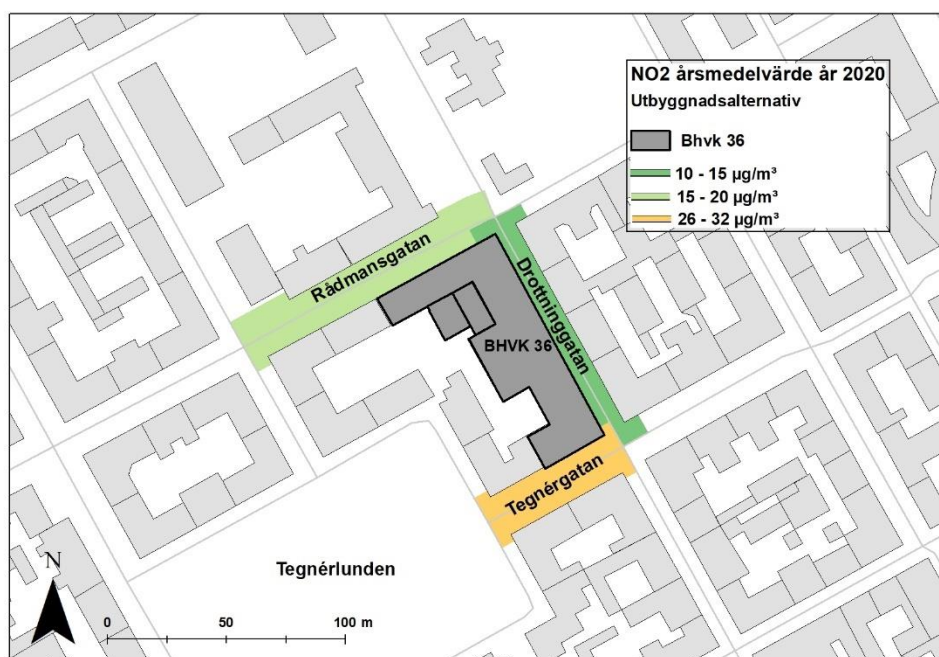 NO2 årsmedelvärde år 2020
Utbyggnadsalternativ
Bhvk 36
10 - 15 µg/m³
15 - 20 µg/m³
26 - 32 µg/m³
Rådmansgatan
Drottninggatan
BHVK 36
Tegnérgatan
Tegnérlunden
N
0 50 100 m